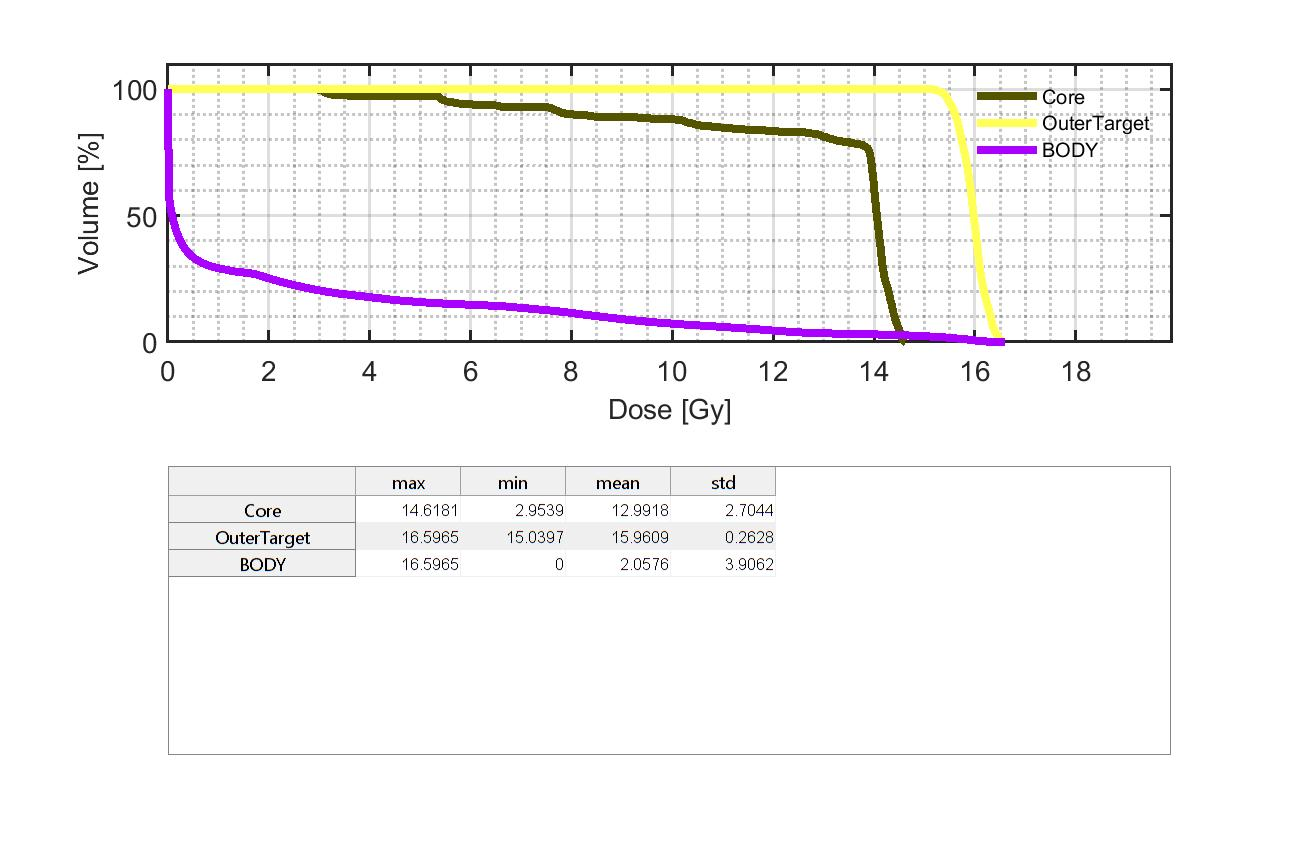 100
50
0
Volume [%]
Core
OuterTarget
BODY
0 2 4 6 8 10 12 14 16 18
Dose [Gy]
max min mean std
Core 14.6181 2.9539 12.9918 2.7044
OuterTarget 16.5965 15.0397 15.9609 0.2628
BODY 16.5965 0 2.0576 3.9062